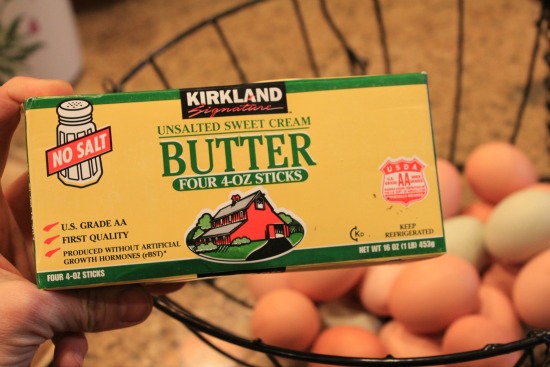 KIRKLAND
Signature
UNSALTED SWEET CREAM
BUTTER
FOUR 4-OZ STICKS
NO SALT
U.S. GRADE AA
FIRST QUALITY
PRODUCED WITHOUT ARTIFICIAL
GROWTH HORMONES (rBST)*
USDA
AA
KD
KEEP
REFRIGERATED
FOUR 4-OZ STICKS
NET WT 16 OZ (1 LB) 453g